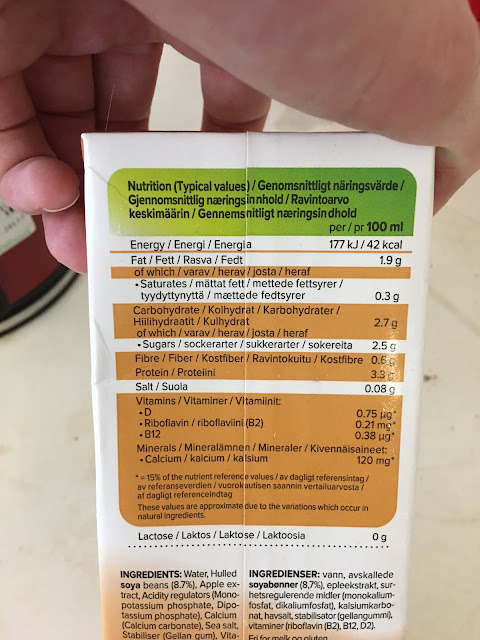 Nutrition (Typical values) / Genomsnittligt näringsvärde /
Gjennomsnittlig næringsinnhold / Ravintoarvo
keskimäärin / Gennemsnitligt næringsindhold
per / pr 100 ml
Energy / Energi / Energia 177 kJ / 42 kcal
Fat / Fett / Rasva / Fedt 1.9 g
of which / varav / herav / josta / heraf
• Saturates / mättat fett / mettede fettsyrer /
tyydyttynyttä / mættede fedtsyrer 0.3 g
Carbohydrate / Kolhydrat / Karbohydrater /
Hiilihydraatit / Kulhydrat 2.7 g
of which / varav / herav / josta / heraf
• Sugars / sockerarter / sukkerarter / sokereita 2.5 g
Fibre / Fiber / Kostfiber / Ravintokuitu / Kostfibre 0.6 g
Protein / Proteiini 3.3 g
Salt / Suola 0.08 g
Vitamins / Vitaminer / Vitamiinit:
• D 0.75 µg*
• Riboflavin / riboflaviini (B2) 0.21 mg*
• B12 0.38 µg*
Minerals / Mineralämnen / Mineraler / Kivennäisaineet:
• Calcium / kalcium / kalsium 120 mg*
* = 15% of the nutrient reference values / av dagligt referensintag /
av referanseverdien / vuorokautisen saannin vertailuarvosta /
af dagligt referenceindtag
These values are approximate due to the variations which occur in
natural ingredients.
Lactose / Laktos / Laktose / Laktoosia 0 g
INGREDIENTS: Water, Hulled
soya beans (8.7%), Apple ext-
ract, Acidity regulators (Mono-
potassium phosphate, Dipo-
tassium phosphate), Calcium
(Calcium carbonate), Sea salt,
Stabiliser (Gellan gum), Vita-
INGREDIENSER: vann, avskallede
soyabønner (8,7%), epleekstrakt, sur-
hetsregulerende midler (monokalium-
fosfat, dikaliumfosfat), kalsiumkarbo-
nat, havsalt, stabilisator (gellangummi),
vitaminer (riboflavin (B2), B12, D2).
Fri for melk og gluten